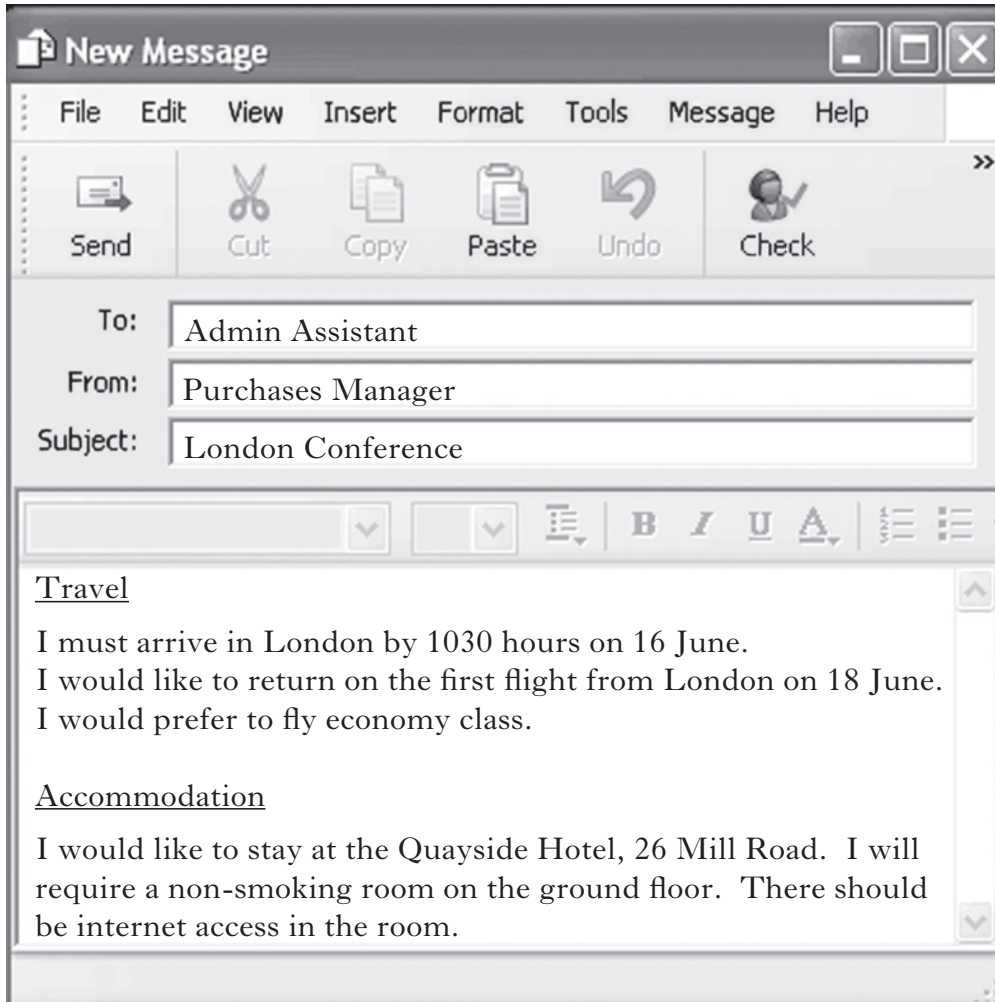 New Message
File Edit View Insert Format Tools Message Help
»
Send Cut Copy Paste Undo Check
To: Admin Assistant
From: Purchases Manager
Subject: London Conference
B I U A
Travel
I must arrive in London by 1030 hours on 16 June.
I would like to return on the first flight from London on 18 June.
I would prefer to fly economy class.
Accommodation
I would like to stay at the Quayside Hotel, 26 Mill Road. I will
require a non-smoking room on the ground floor. There should
be internet access in the room.